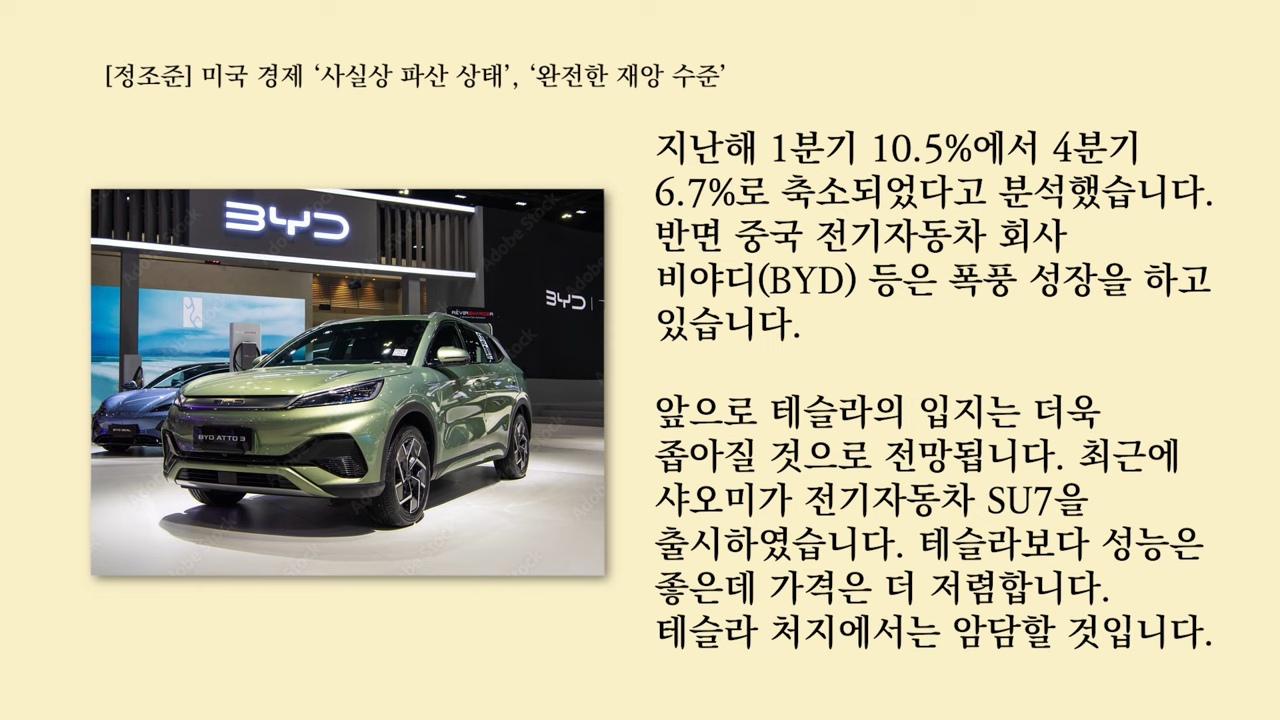 [정조준] 미국 경제 ‘사실상 파산 상태’, ‘완전한 재앙 수준’
지난해 1분기 10.5%에서 4분기
6.7%로 축소되었다고 분석했습니다.
반면 중국 전기자동차 회사
비야디(BYD) 등은 폭풍 성장을 하고
있습니다.
앞으로 테슬라의 입지는 더욱
좁아질 것으로 전망됩니다. 최근에
샤오미가 전기자동차 SU7을
출시하였습니다. 테슬라보다 성능은
좋은데 가격은 더 저렴합니다.
테슬라 처지에서는 암담할 것입니다.
BYD
BYD
RÊVERSHARGER
BYD SEAL
BYD ATTO 3
Adobe Stock